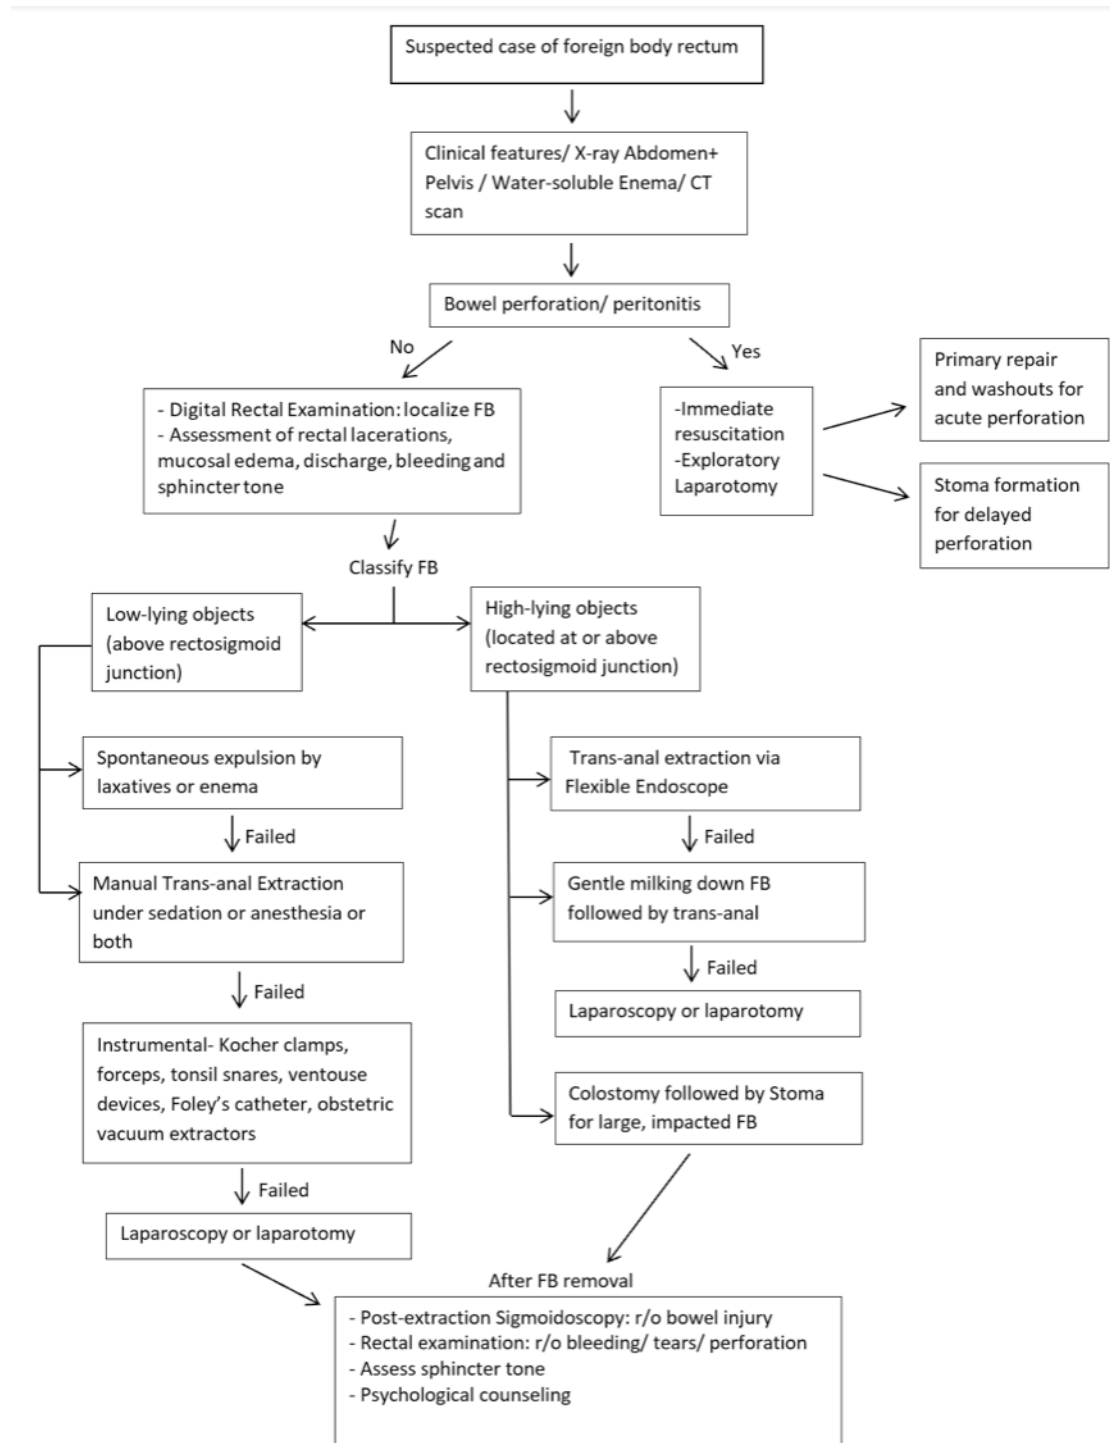 Suspected case of foreign body rectum
Clinical features/ X-ray Abdomen+
Pelvis / Water-soluble Enema/ CT
scan
Bowel perforation/ peritonitis
No
Yes
- Digital Rectal Examination: localize FB
- Assessment of rectal lacerations,
mucosal edema, discharge, bleeding and
sphincter tone
-Immediate
resuscitation
-Exploratory
Laparotomy
Primary repair
and washouts for
acute perforation
Stoma formation
for delayed
perforation
Classify FB
Low-lying objects
(above rectosigmoid
junction)
High-lying objects
(located at or above
rectosigmoid junction)
Spontaneous expulsion by
laxatives or enema
Failed
Manual Trans-anal Extraction
under sedation or anesthesia or
both
Failed
Instrumental- Kocher clamps,
forceps, tonsil snares, ventouse
devices, Foley's catheter, obstetric
vacuum extractors
Failed
Laparoscopy or laparotomy
Trans-anal extraction via
Flexible Endoscope
Failed
Gentle milking down FB
followed by trans-anal
Failed
Laparoscopy or laparotomy
Colostomy followed by Stoma
for large, impacted FB
After FB removal
- Post-extraction Sigmoidoscopy: r/o bowel injury
- Rectal examination: r/o bleeding/ tears/ perforation
- Assess sphincter tone
- Psychological counseling